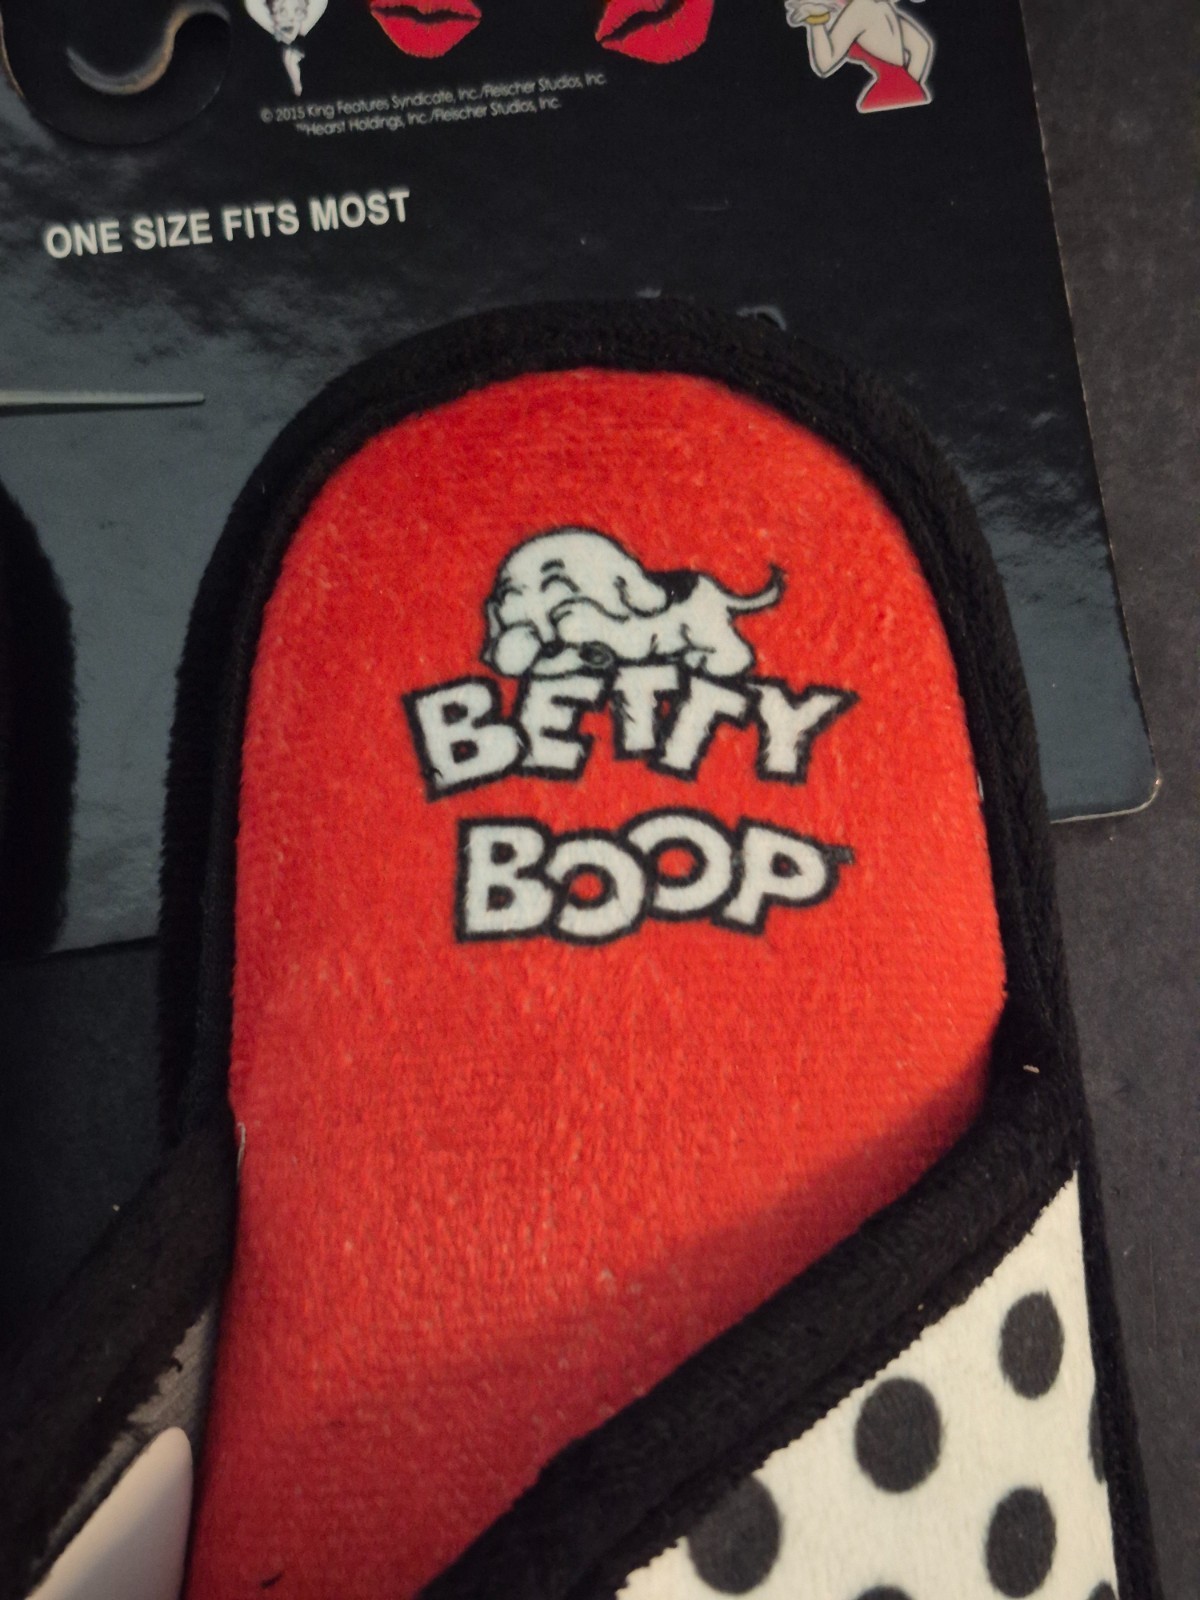 © 2015 King Features Syndicate, Inc./Fleischer Studios, Inc.
™Hearst Holdings, Inc./Fleischer Studios, Inc.
ONE SIZE FITS MOST
BETTY
BOOP™